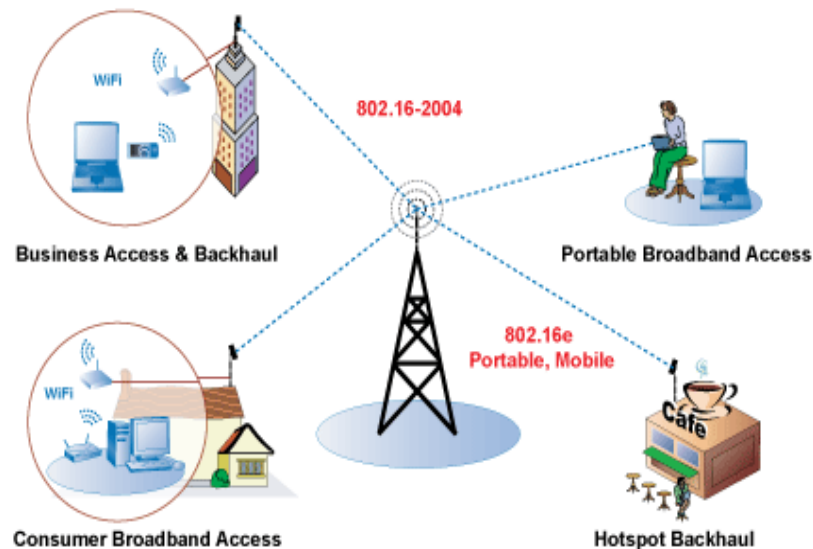 WiFi
802.16-2004
Business Access & Backhaul
Portable Broadband Access
802.16e
Portable, Mobile
WiFi
Cafe
Consumer Broadband Access
Hotspot Backhaul